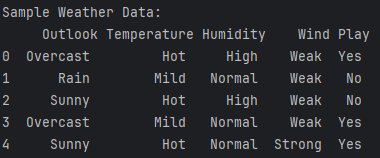 Sample Weather Data:
Outlook Temperature Humidity Wind Play
0 Overcast Hot High Weak Yes
1 Rain Mild Normal Weak No
2 Sunny Hot High Weak No
3 Overcast Mild Normal Weak Yes
4 Sunny Hot Normal Strong Yes